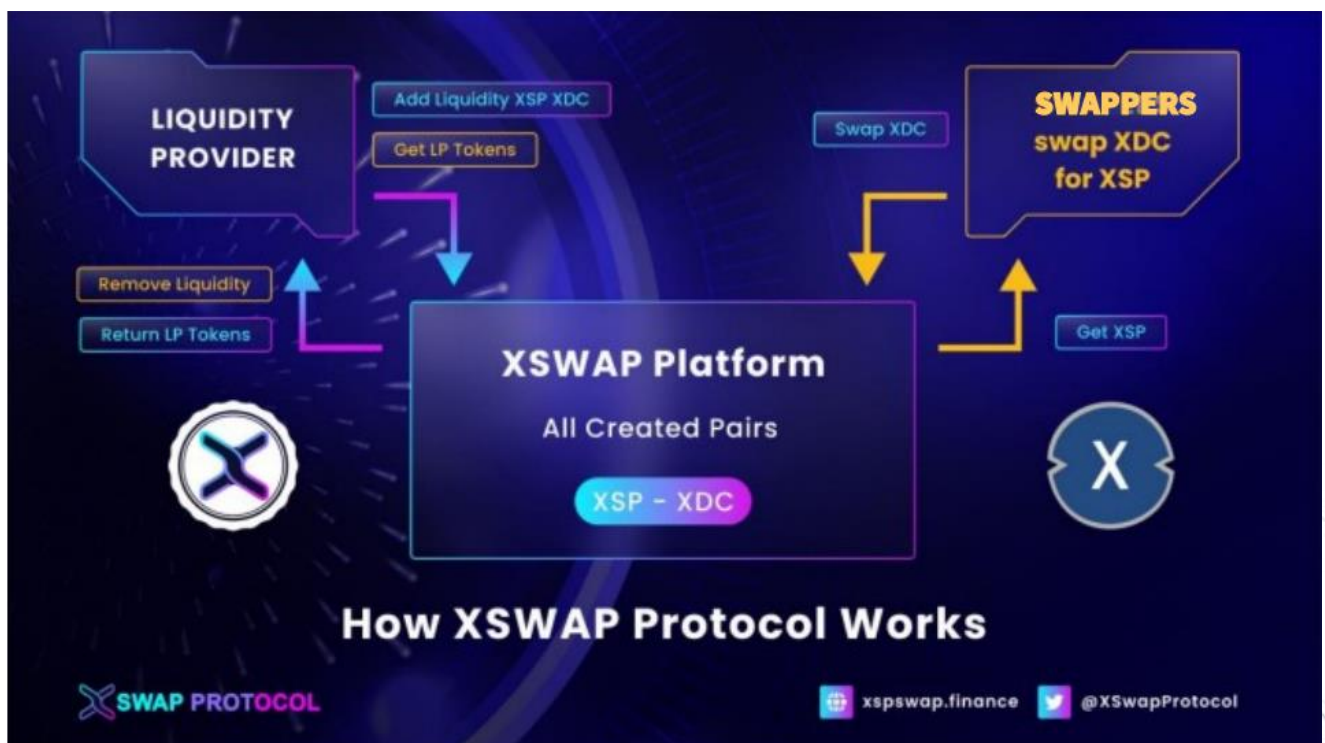 LIQUIDITY
PROVIDER
Add Liquidity XSP XDC
Get LP Tokens
Swap XDC
SWAPPERS
swap XDC
for XSP
Remove Liquidity
Return LP Tokens
Get XSP
XSWAP Platform
All Created Pairs
XSP - XDC
X
How XSWAP Protocol Works
XSWAP PROTOCOL
xspswap.finance
@XSwapProtocol